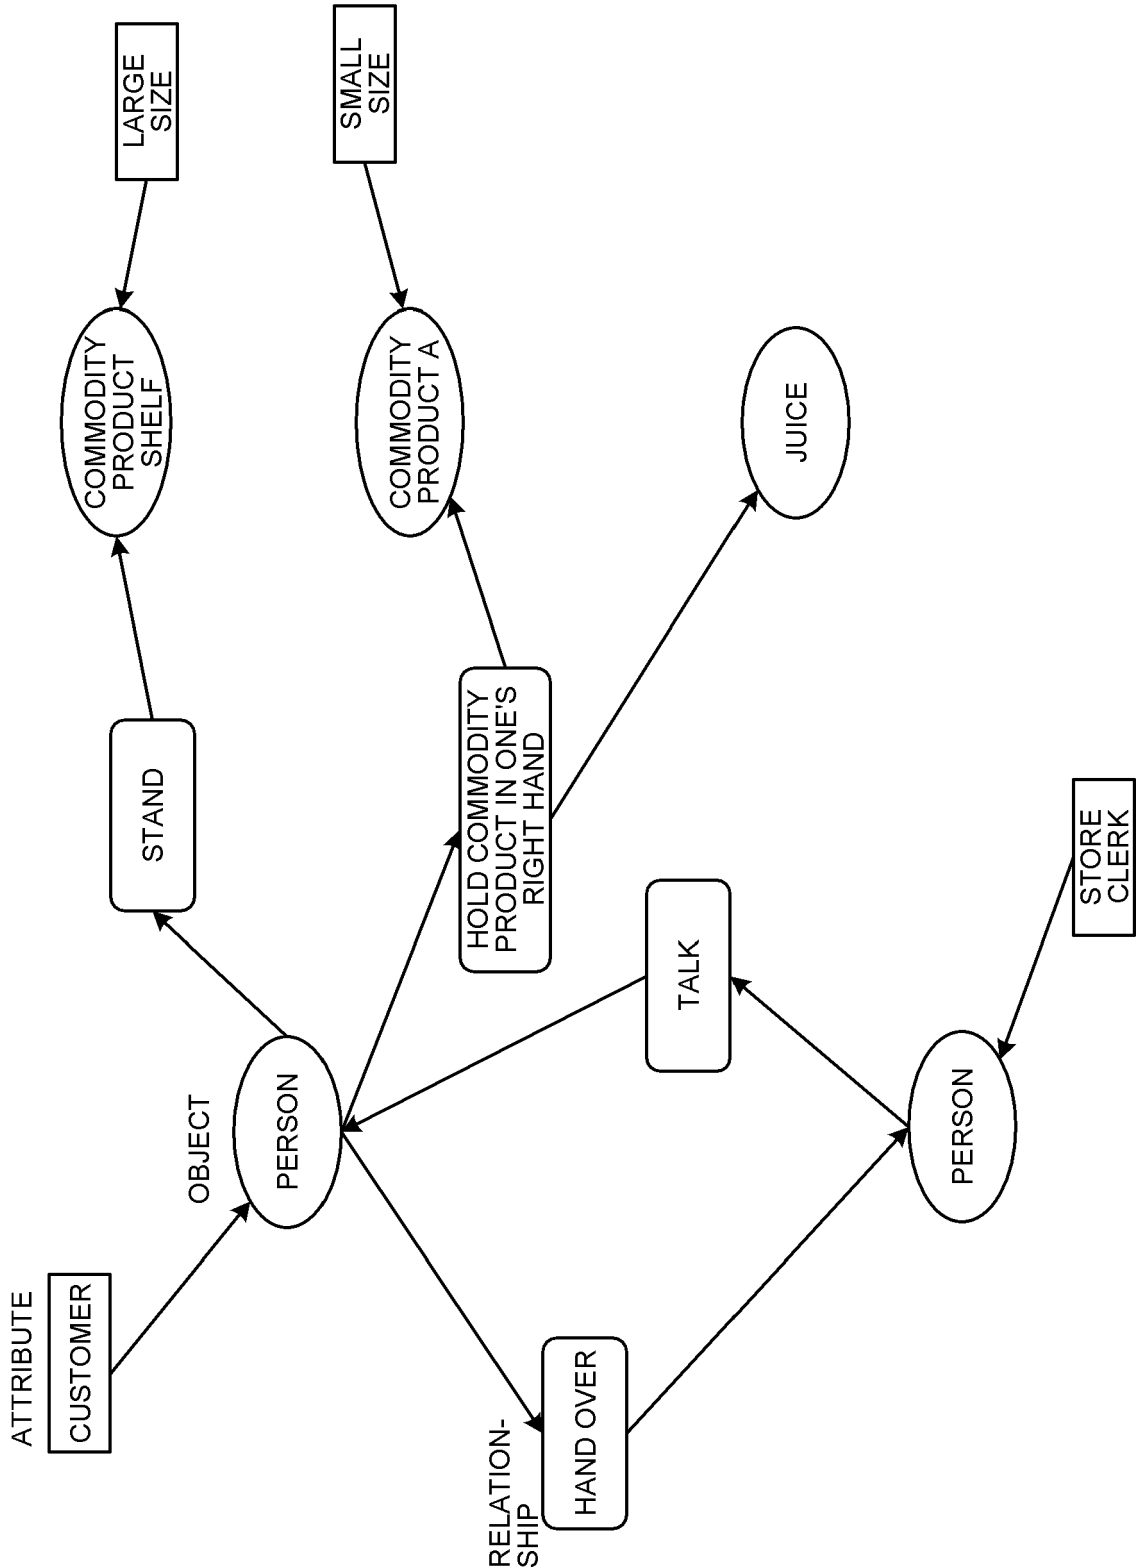 ATTRIBUTE
CUSTOMER
OBJECT
PERSON
STAND
COMMODITY
PRODUCT
SHELF
LARGE
SIZE
SMALL
SIZE
COMMODITY
PRODUCT A
HOLD COMMODITY
PRODUCT IN ONE'S
RIGHT HAND
RELATION-
SHIP
HAND OVER
TALK
JUICE
PERSON
STORE
CLERK